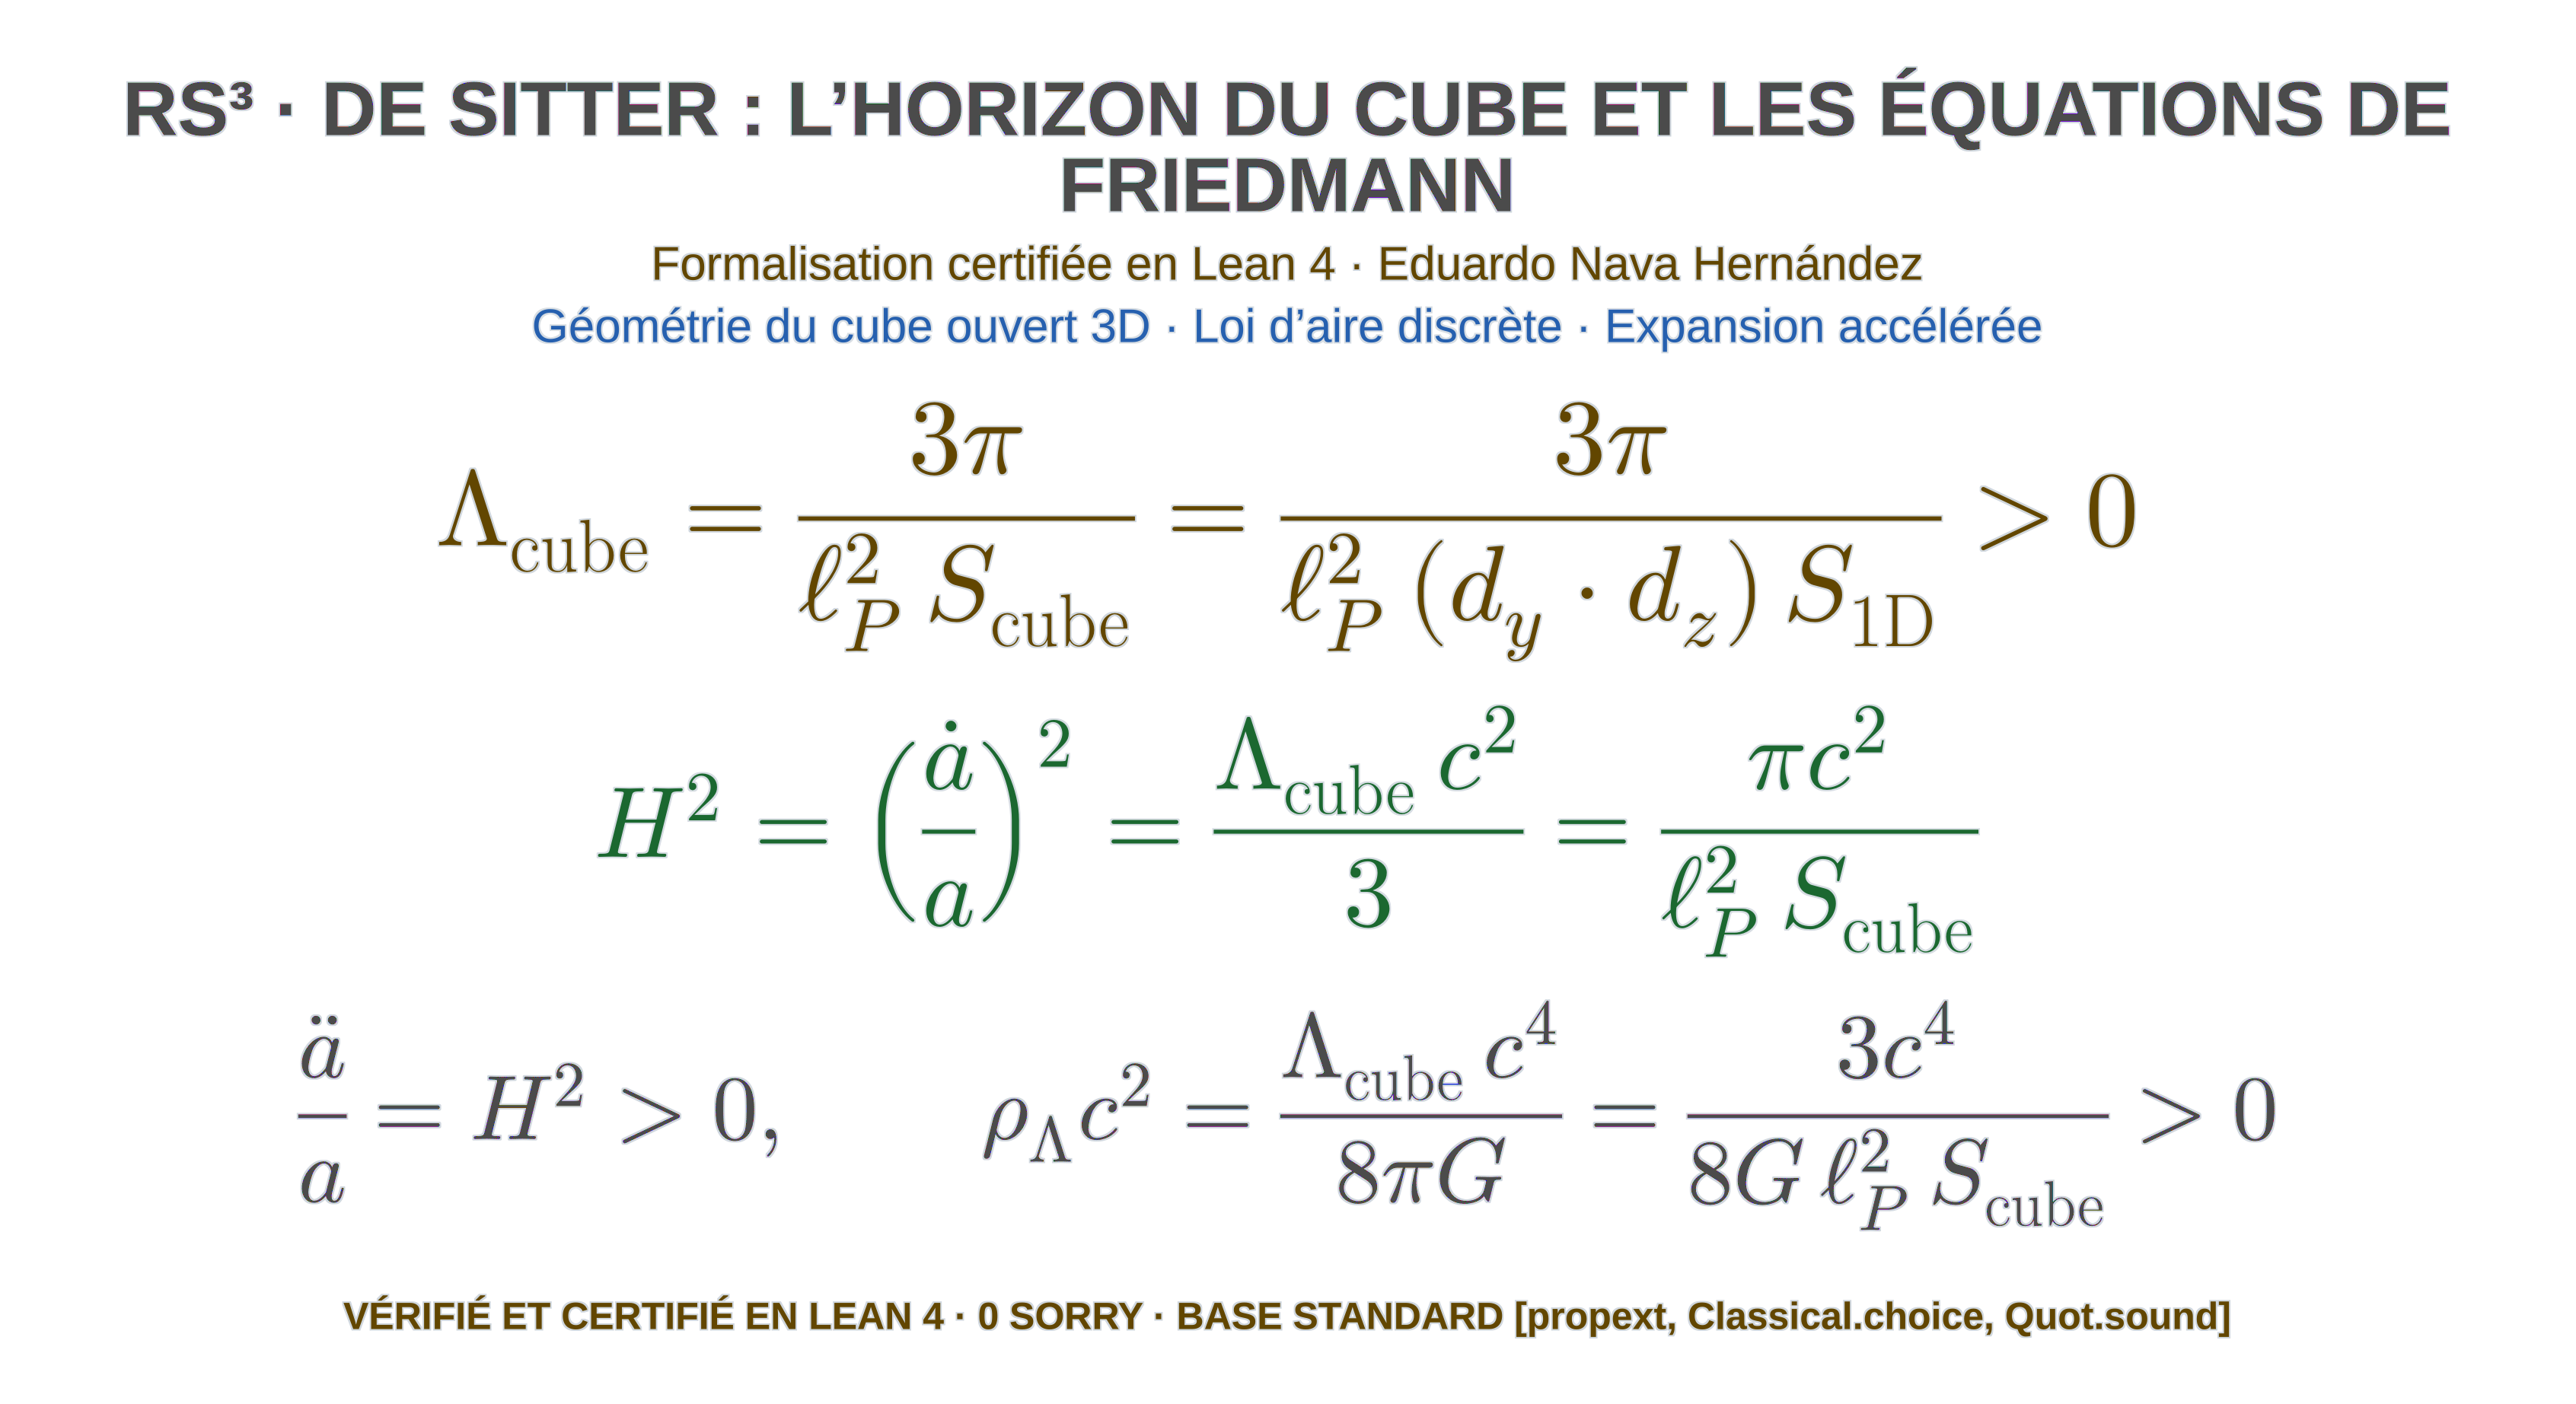 RS³ · DE SITTER : L’HORIZON DU CUBE ET LES ÉQUATIONS DE
FRIEDMANN
Formalisation certifiée en Lean 4 · Eduardo Nava Hernández
Géométrie du cube ouvert 3D · Loi d’aire discrète · Expansion accélérée
Λ_cube = 3π / (ℓ_P² S_cube) = 3π / (ℓ_P² (d_y · d_z) S_1D) > 0
H² = (ȧ / a)² = Λ_cube c² / 3 = πc² / (ℓ_P² S_cube)
ä / a = H² > 0, ρ_Λ c² = Λ_cube c⁴ / (8πG) = 3c⁴ / (8G ℓ_P² S_cube) > 0
VÉRIFIÉ ET CERTIFIÉ EN LEAN 4 · 0 SORRY · BASE STANDARD [propext, Classical.choice, Quot.sound]